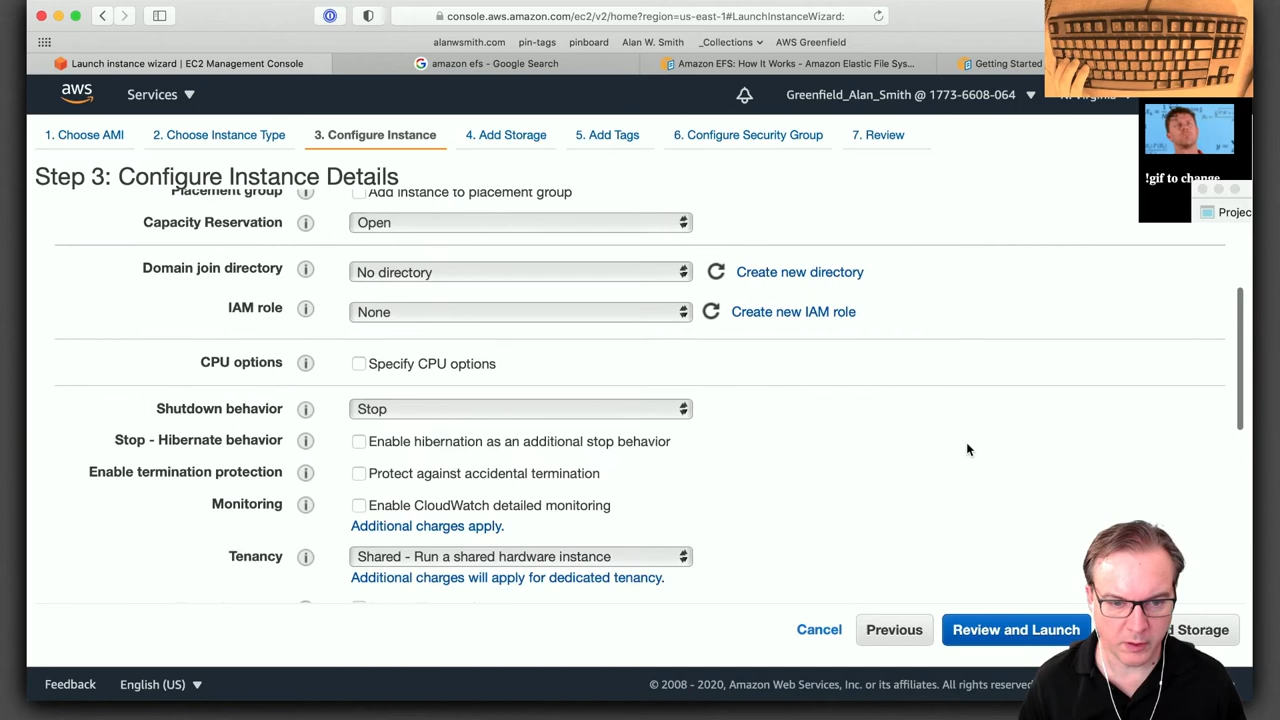 console.aws.amazon.com/ec2/v2/home?region=us-east-1#LaunchInstanceWizard:
alanwsmith.com pin-tags pinboard Alan W. Smith _Collections AWS Greenfield
Launch instance wizard | EC2 Management Console
amazon efs - Google Search
Amazon EFS: How It Works - Amazon Elastic File Sys...
Getting Started
aws Services Greenfield_Alan_Smith @ 1773-6608-064
1. Choose AMI 2. Choose Instance Type 3. Configure Instance 4. Add Storage 5. Add Tags 6. Configure Security Group 7. Review
!gif to change
Projec
Step 3: Configure Instance Details
Placement group Add instance to placement group
Capacity Reservation Open
Domain join directory No directory Create new directory
IAM role None Create new IAM role
CPU options Specify CPU options
Shutdown behavior Stop
Stop - Hibernate behavior Enable hibernation as an additional stop behavior
Enable termination protection Protect against accidental termination
Monitoring Enable CloudWatch detailed monitoring
Additional charges apply.
Tenancy Shared - Run a shared hardware instance
Additional charges will apply for dedicated tenancy.
Cancel Previous Review and Launch Storage
Feedback English (US) © 2008 - 2020, Amazon Web Services, Inc. or its affiliates. All rights reserved